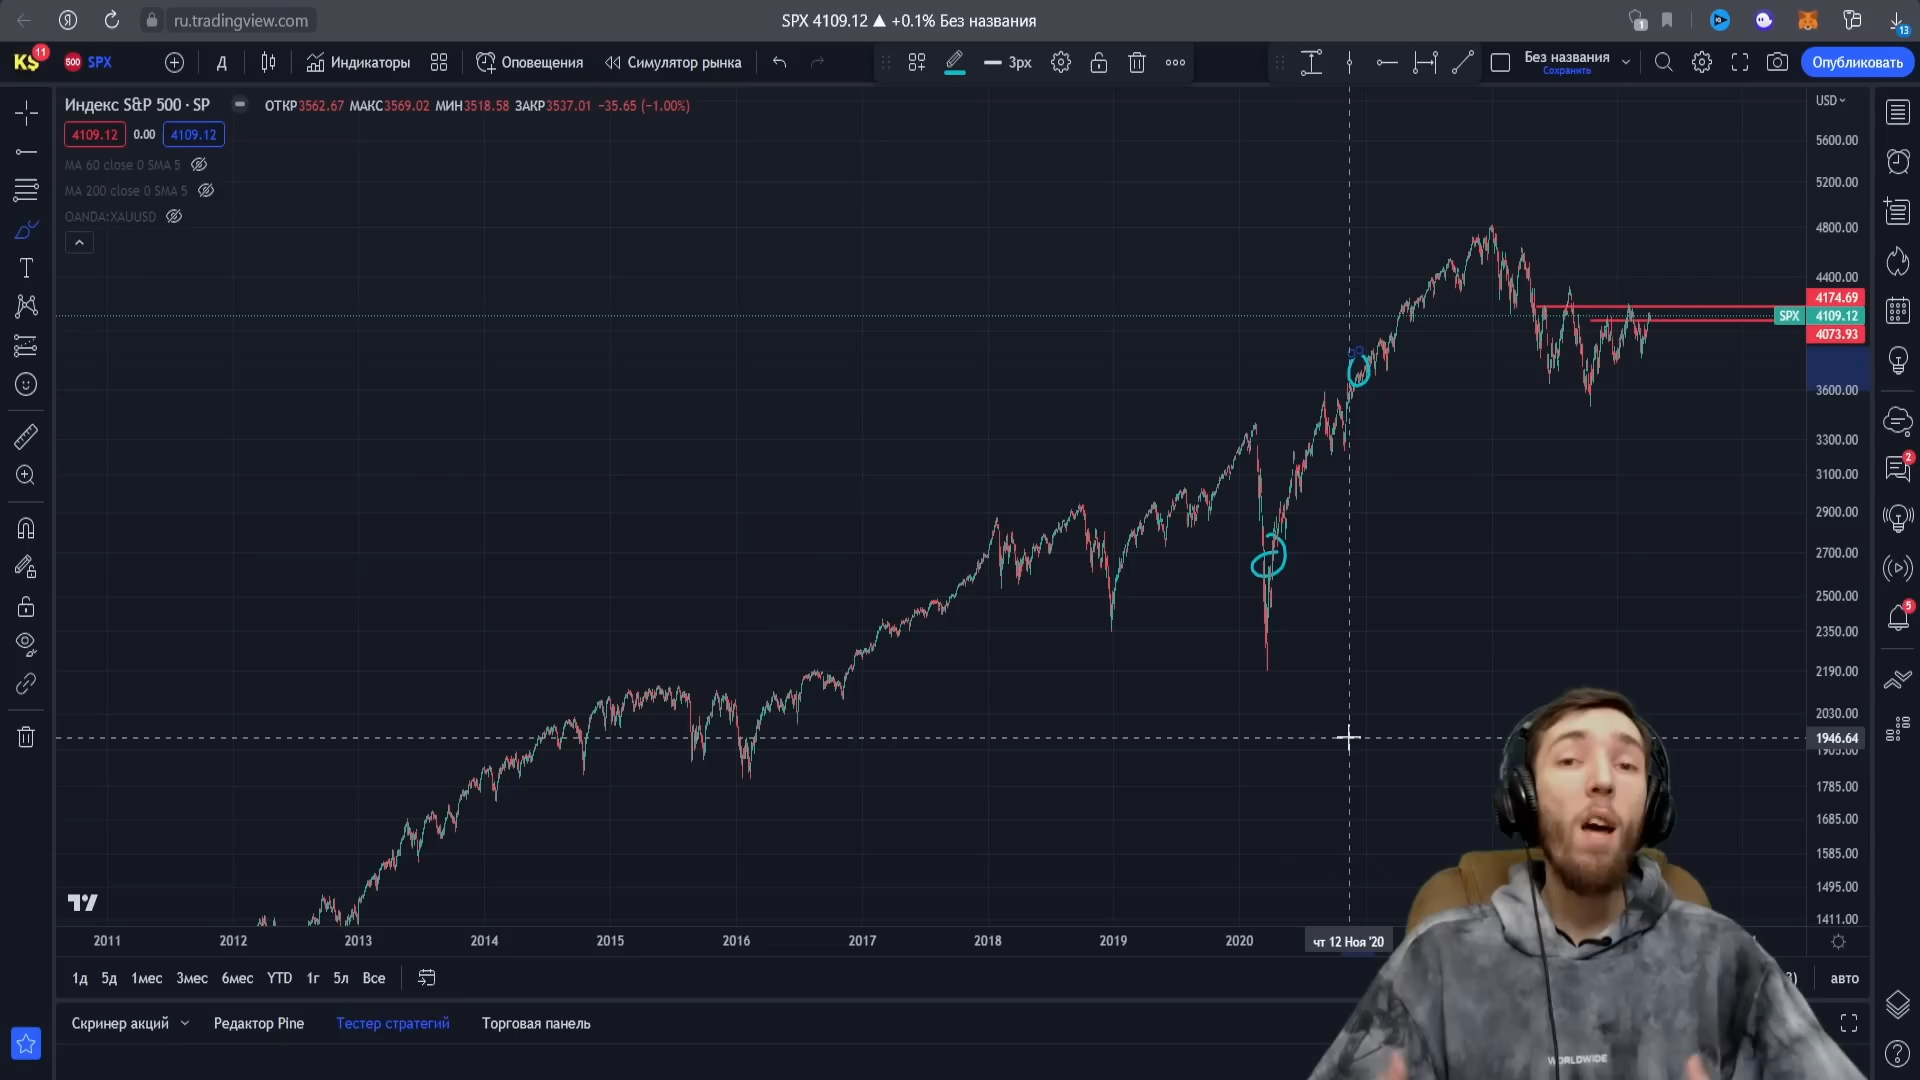 ru.tradingview.com
SPX 4109.12 ▲ +0.1% Без названия
1
13
K$ 11
500 SPX
Д
Индикаторы
Оповещения
Симулятор рынка
3px
Без названия
Сохранить
Опубликовать
Индекс S&P 500 · SP
ОТКР3562.67 МАКС3569.02 МИН3518.58 ЗАКР3537.01 −35.65 (−1.00%)
USD
4109.12 0.00 4109.12
MA 60 close 0 SMA 5
MA 200 close 0 SMA 5
OANDA:XAUUSD
5600.00
5200.00
4800.00
4400.00
4174.69
SPX 4109.12
4073.93
3600.00
3300.00
3100.00
2900.00
2700.00
2500.00
2350.00
2190.00
2030.00
1946.64
1785.00
1685.00
1585.00
1495.00
1411.00
2
5
2011 2012 2013 2014 2015 2016 2017 2018 2019 2020 чт 12 Ноя '20
1д 5д 1мес 3мес 6мес YTD 1г 5л Все
авто
Скринер акций Редактор Pine Тестер стратегий Торговая панель
WORLDWIDE